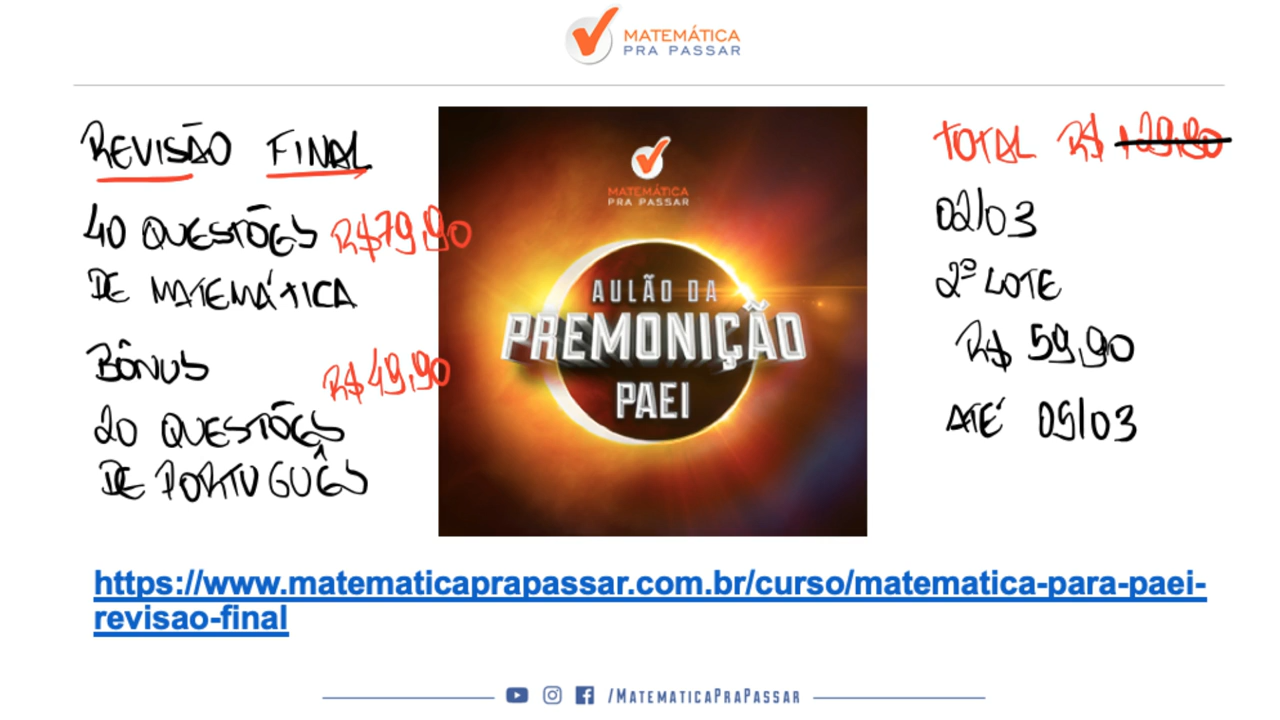 MATEMÁTICA
PRA PASSAR
REVISÃO FINAL
40 QUESTÕES R$79,90
DE MATEMÁTICA
BÔNUS
R$49,90
20 QUESTÕES
DE PORTUGUÊS
MATEMÁTICA
PRA PASSAR
AULÃO DA
PREMONIÇÃO
PAEI
TOTAL R$ 129,80
02/03
2º LOTE
R$ 59,90
ATÉ 05/03
https://www.matematicaprapassar.com.br/curso/matematica-para-paei-
revisao-final
/MATEMATICAPRAPASSAR